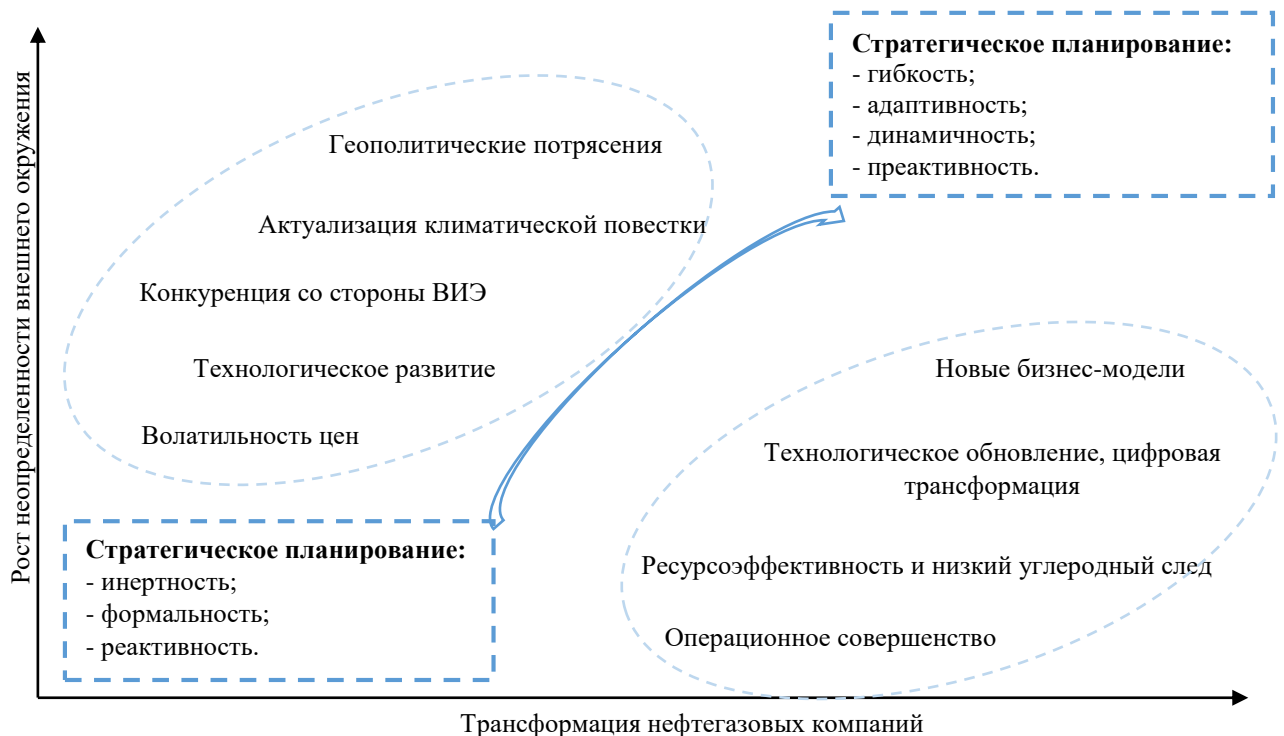 Рост неопределенности внешнего окружения
Стратегическое планирование:
- гибкость;
- адаптивность;
- динамичность;
- преактивность.
Геополитические потрясения
Актуализация климатической повестки
Конкуренция со стороны ВИЭ
Технологическое развитие
Волатильность цен
Новые бизнес-модели
Технологическое обновление, цифровая
трансформация
Ресурсоэффективность и низкий углеродный след
Операционное совершенство
Стратегическое планирование:
- инертность;
- формальность;
- реактивность.
Трансформация нефтегазовых компаний